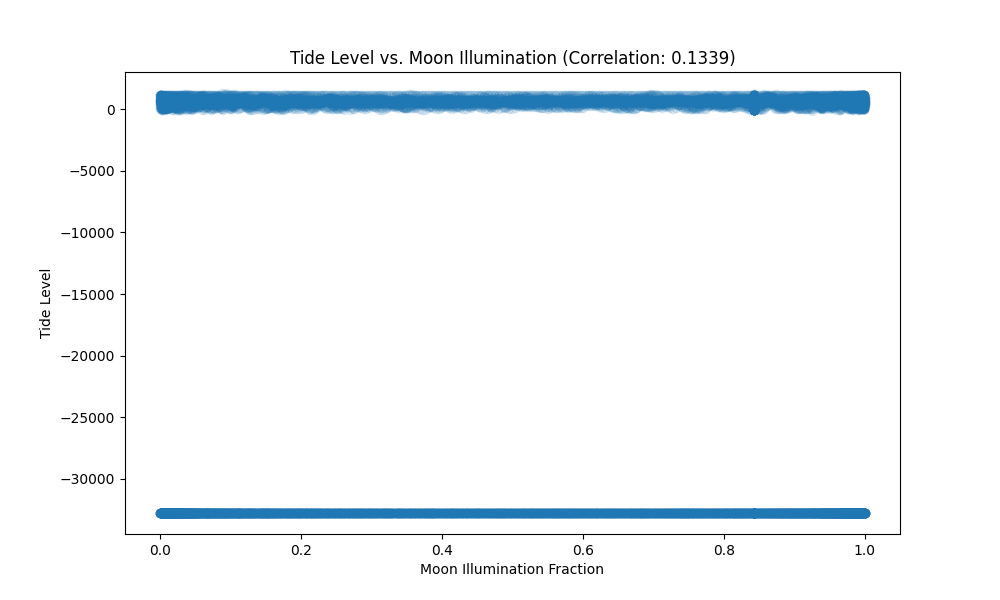 Tide Level vs. Moon Illumination (Correlation: 0.1339)
0
−5000
−10000
−15000
−20000
−25000
−30000
Tide Level
0.0 0.2 0.4 0.6 0.8 1.0
Moon Illumination Fraction